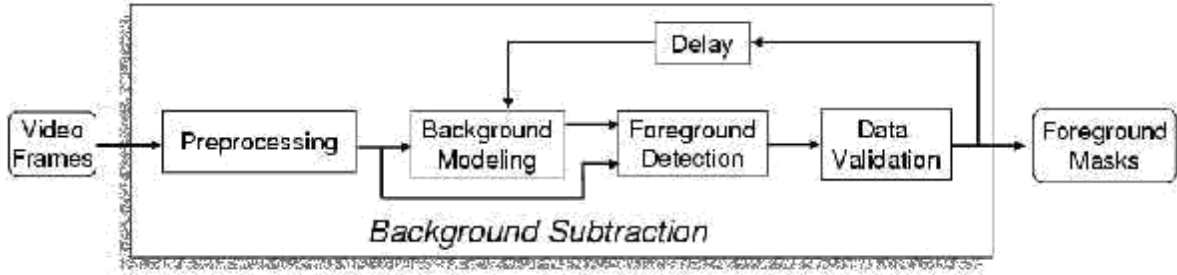 Delay
Video
Frames
Preprocessing
Background
Modeling
Foreground
Detection
Data
Validation
Foreground
Masks
Background Subtraction